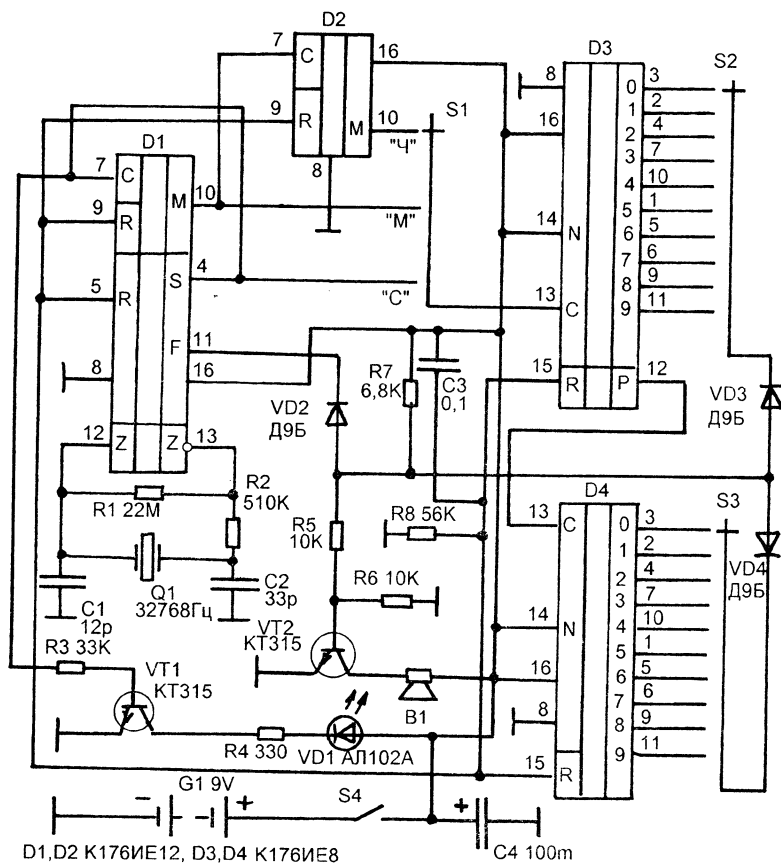 D2
7 C 16
9 R M 10 "Ч"
8
S1
D1
7 C M 10 "М"
9 R
5 R S 4 "С"
F 11
8 16
12 Z Z 13
R1 22M
R2
510K
Q1
32768Гц
C1
12p
C2
33p
R3 33K
VT1
КТ315
VD2
Д9Б
R5
10K
R6 10K
VT2
КТ315
R7
6,8K
C3
0,1
R8 56K
B1
R4 330
VD1 АЛ102А
D3
8 0 3
16 1 2
2 4
3 7
4 10
14 N 5 1
6 5
7 6
13 C 8 9
9 11
15 R P 12
S2
VD3
Д9Б
D4
13 C 0 3
1 2
2 4
3 7
14 N 4 10
5 1
16 6 5
7 6
8 8 9
9 11
15 R
S3
VD4
Д9Б
G1 9V
- - +
S4
+
C4 100m
D1,D2 К176ИЕ12, D3,D4 К176ИЕ8